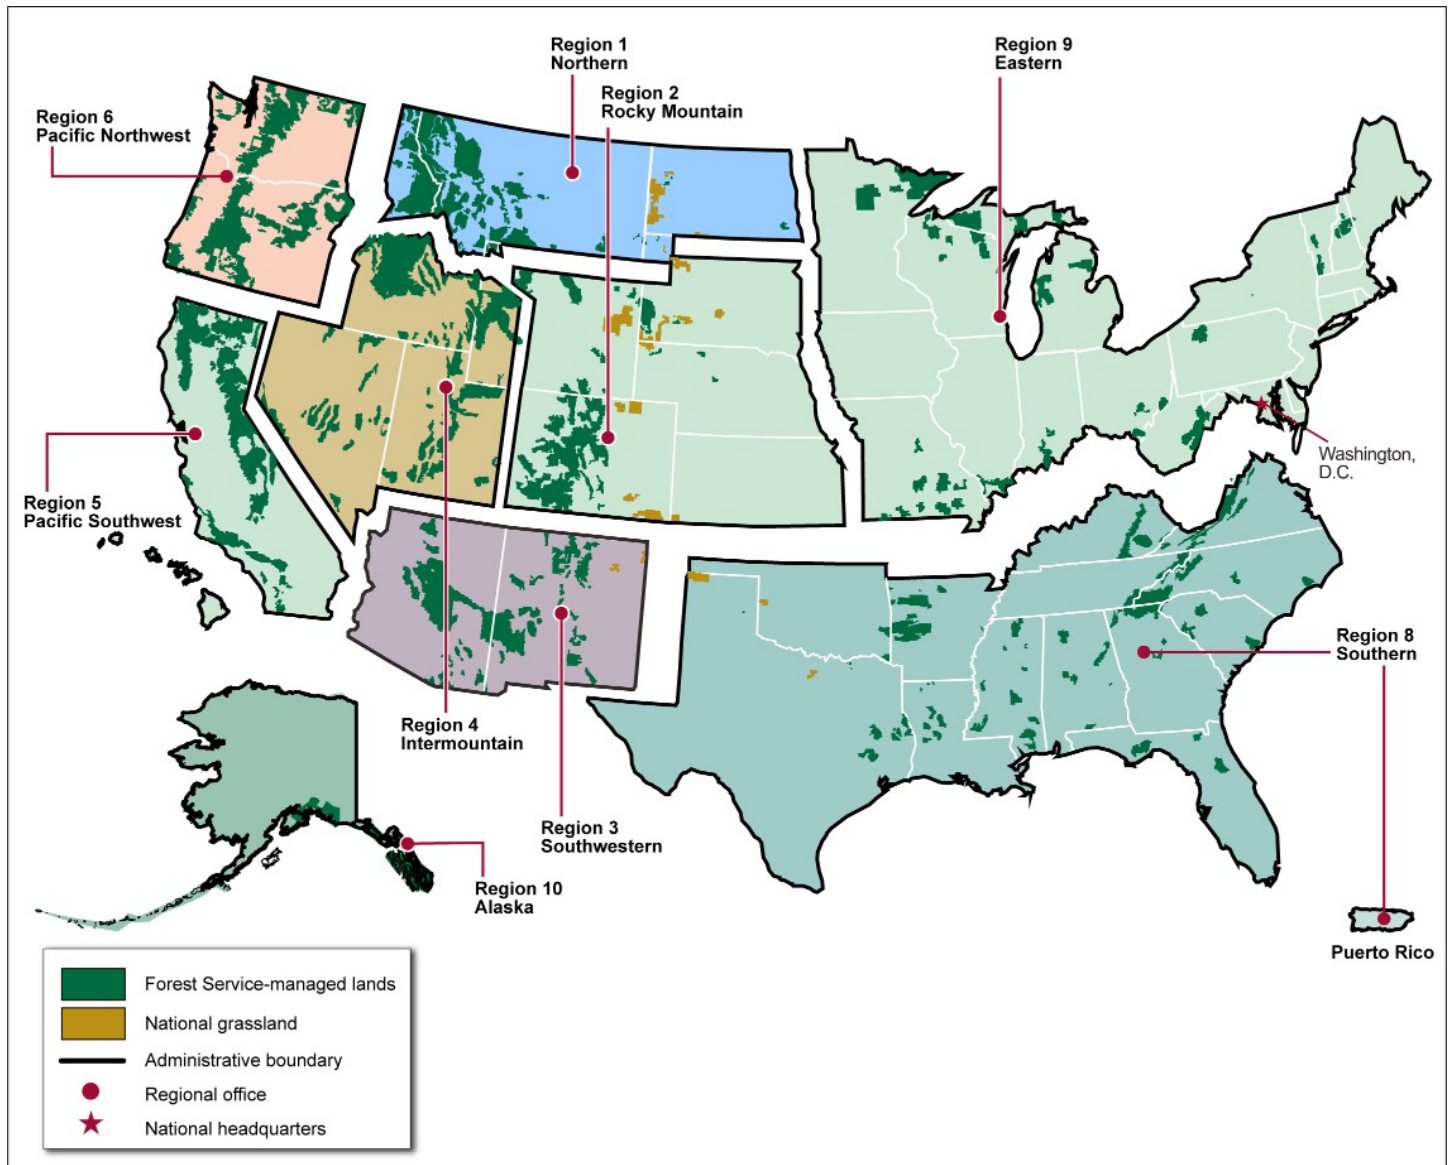 Region 1
Northern
Region 9
Eastern
Region 2
Rocky Mountain
Region 6
Pacific Northwest
Washington,
D.C.
Region 5
Pacific Southwest
Region 8
Southern
Region 4
Intermountain
Region 3
Southwestern
Region 10
Alaska
Puerto Rico
Forest Service-managed lands
National grassland
Administrative boundary
Regional office
National headquarters